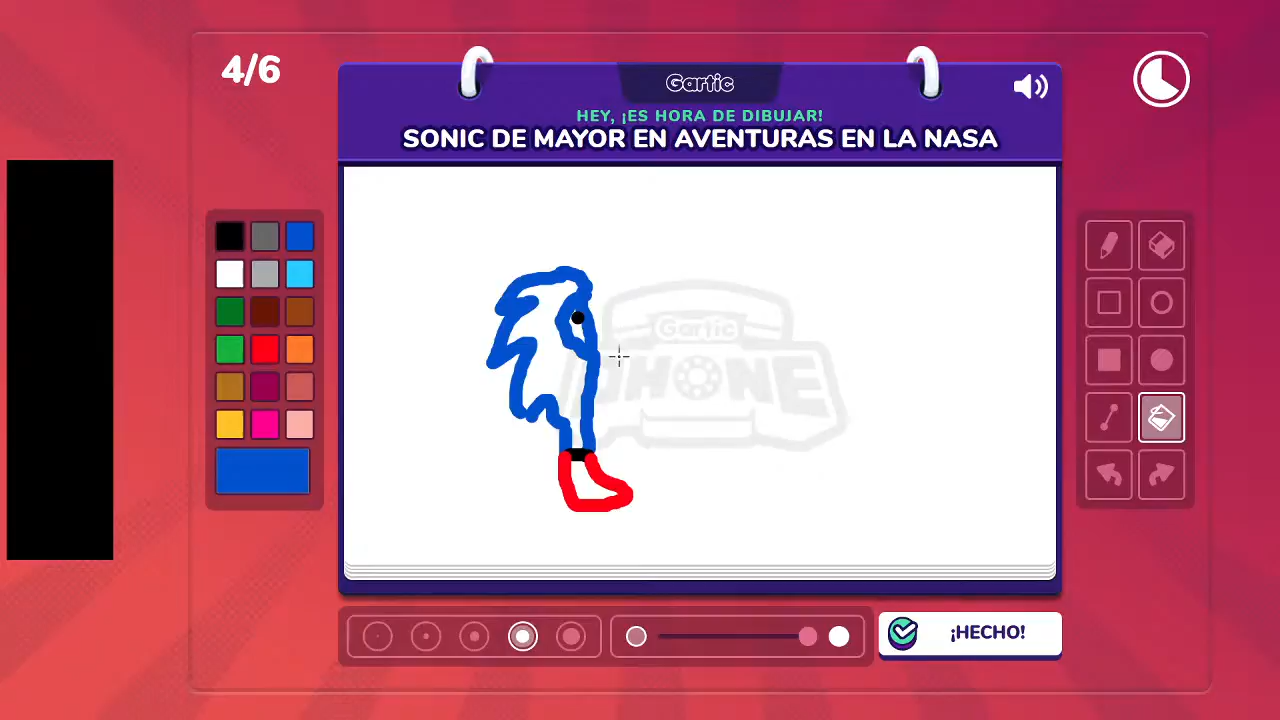 4/6
Gartic
HEY, ¡ES HORA DE DIBUJAR!
SONIC DE MAYOR EN AVENTURAS EN LA NASA
Gartic
PHONE
¡HECHO!